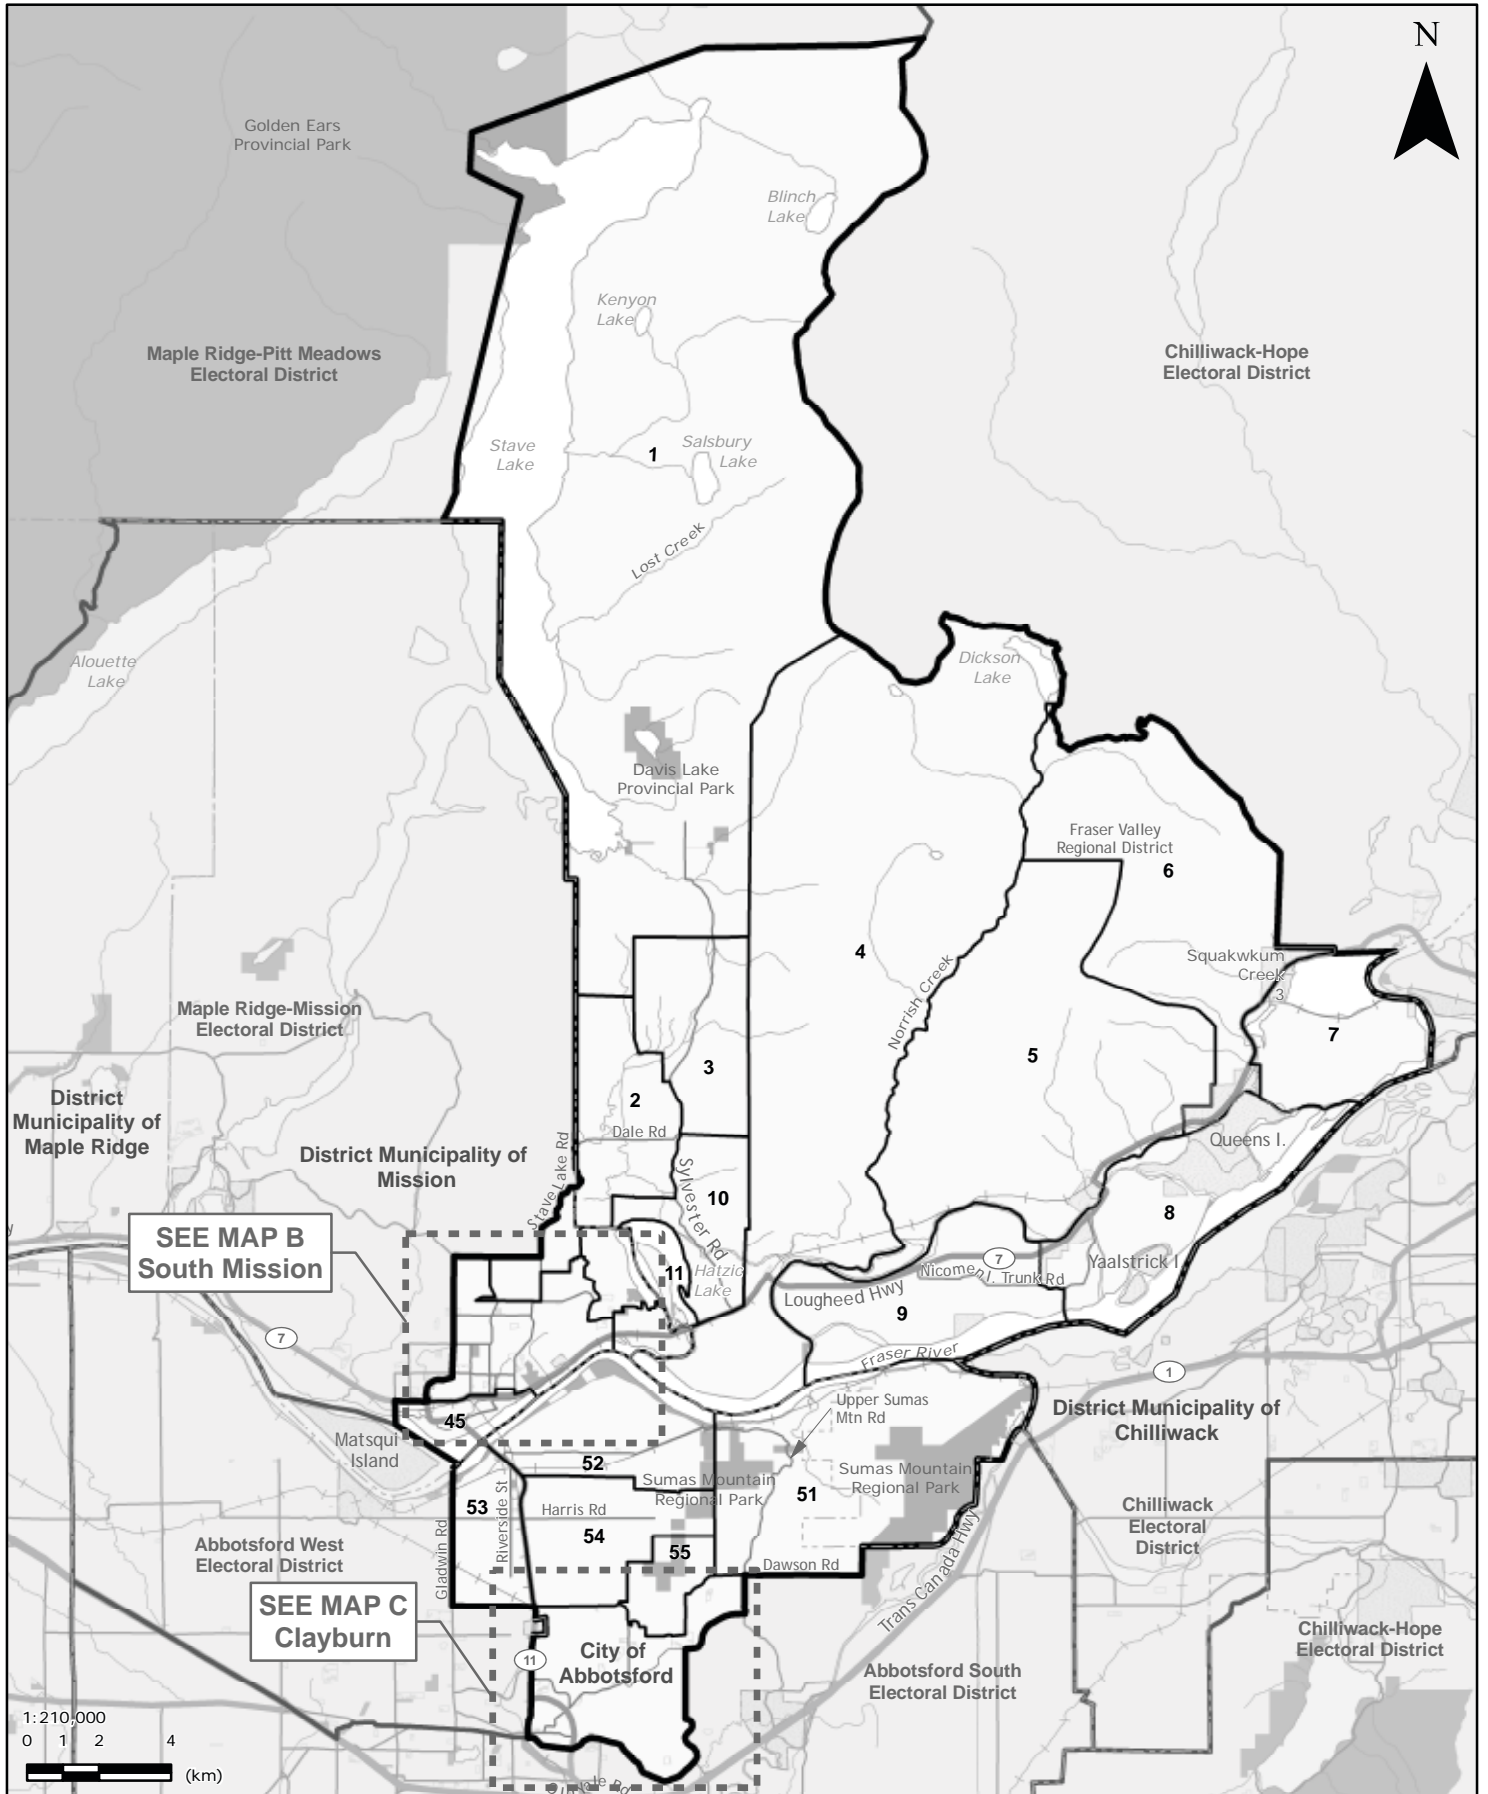 N
Golden Ears
Provincial Park
Blinch
Lake
Kenyon
Lake
Maple Ridge-Pitt Meadows
Electoral District
Chilliwack-Hope
Electoral District
Stave
Lake
1
Salsbury
Lake
Lost Creek
Alouette
Lake
Dickson
Lake
Davis Lake
Provincial Park
Fraser Valley
Regional District
6
4
Squakwkum
Creek
3
Norrish Creek
Maple Ridge-Mission
Electoral District
7
5
3
2
District
Municipality of
Maple Ridge
Dale Rd
Queens I.
District Municipality of
Mission
Stave Lake Rd
Sylvester Rd
10
8
SEE MAP B
South Mission
11
Hatzic
Lake
7
Nicomen I. Trunk Rd
Yaalstrick I
Lougheed Hwy
9
7
Fraser River
1
Upper Sumas
Mtn Rd
District Municipality of
Chilliwack
45
Matsqui
Island
52
Sumas Mountain
Regional Park
Sumas Mountain
Regional Park
51
53
Riverside St
Harris Rd
54
Chilliwack
Electoral
District
Gladwin Rd
Abbotsford West
Electoral District
55
Dawson Rd
Trans Canada Hwy
SEE MAP C
Clayburn
City of
Abbotsford
11
Chilliwack-Hope
Electoral District
Abbotsford South
Electoral District
1:210,000
0 1 2 4
(km)